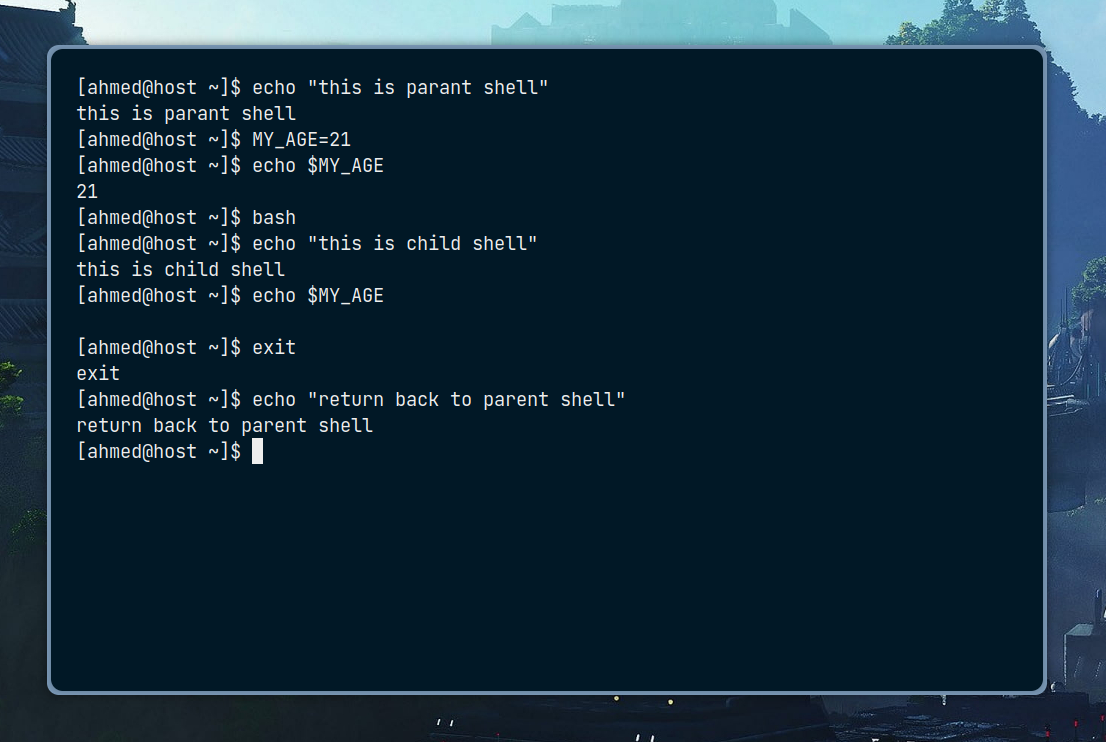 [ahmed@host ~]$ echo "this is parant shell"
this is parant shell
[ahmed@host ~]$ MY_AGE=21
[ahmed@host ~]$ echo $MY_AGE
21
[ahmed@host ~]$ bash
[ahmed@host ~]$ echo "this is child shell"
this is child shell
[ahmed@host ~]$ echo $MY_AGE
[ahmed@host ~]$ exit
exit
[ahmed@host ~]$ echo "return back to parent shell"
return back to parent shell
[ahmed@host ~]$